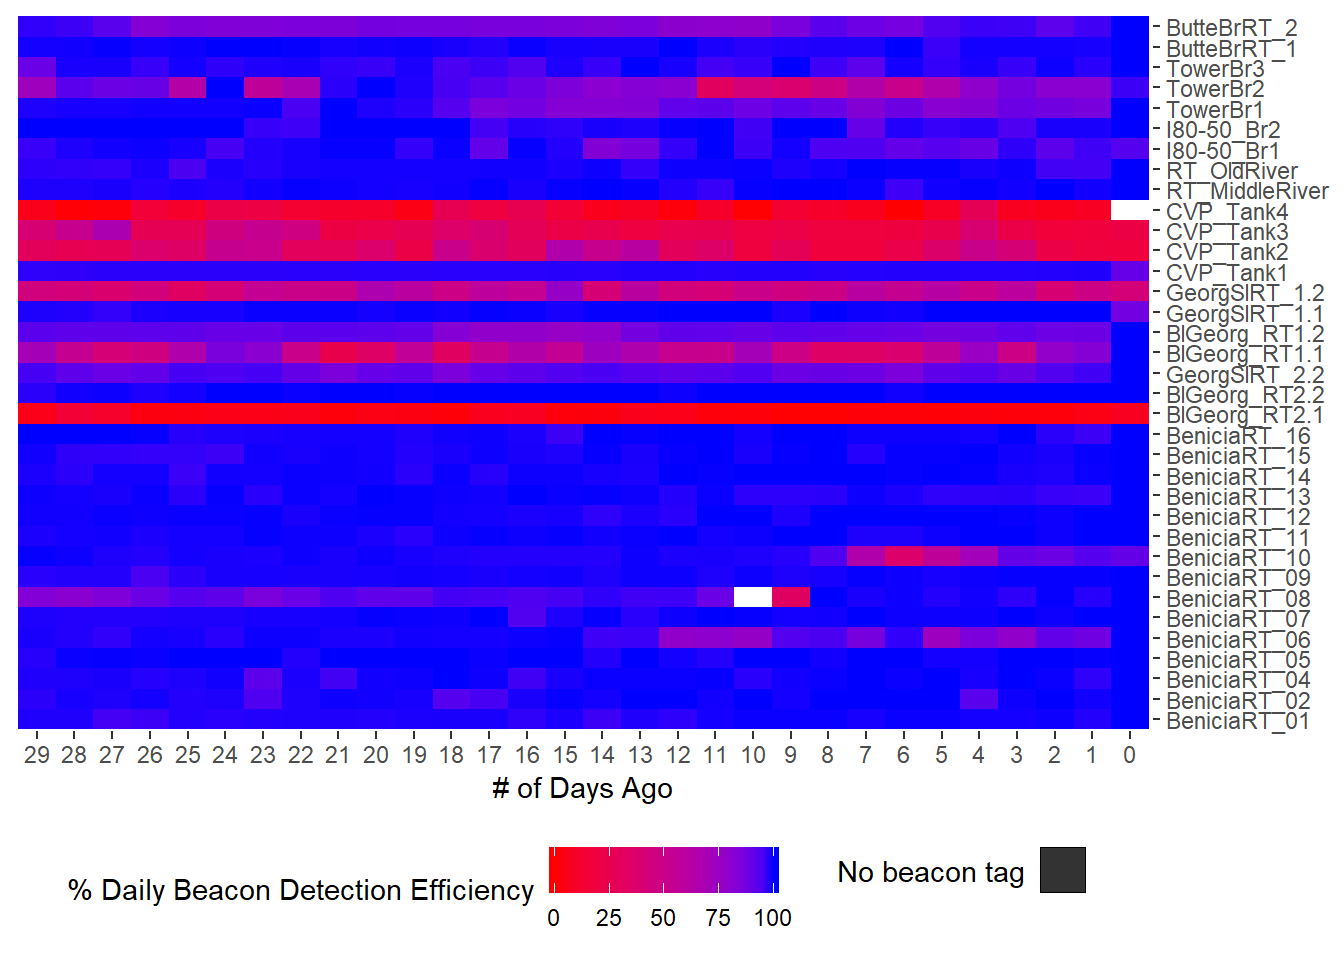 ButteBrRT_2
ButteBrRT_1
TowerBr3
TowerBr2
TowerBr1
I80-50_Br2
I80-50_Br1
RT_OldRiver
RT_MiddleRiver
CVP_Tank4
CVP_Tank3
CVP_Tank2
CVP_Tank1
GeorgSlRT_1.2
GeorgSlRT_1.1
BlGeorg_RT1.2
BlGeorg_RT1.1
GeorgSlRT_2.2
BlGeorg_RT2.2
BlGeorg_RT2.1
BeniciaRT_16
BeniciaRT_15
BeniciaRT_14
BeniciaRT_13
BeniciaRT_12
BeniciaRT_11
BeniciaRT_10
BeniciaRT_09
BeniciaRT_08
BeniciaRT_07
BeniciaRT_06
BeniciaRT_05
BeniciaRT_04
BeniciaRT_02
BeniciaRT_01
29 28 27 26 25 24 23 22 21 20 19 18 17 16 15 14 13 12 11 10 9 8 7 6 5 4 3 2 1 0
# of Days Ago
% Daily Beacon Detection Efficiency
0 25 50 75 100
No beacon tag